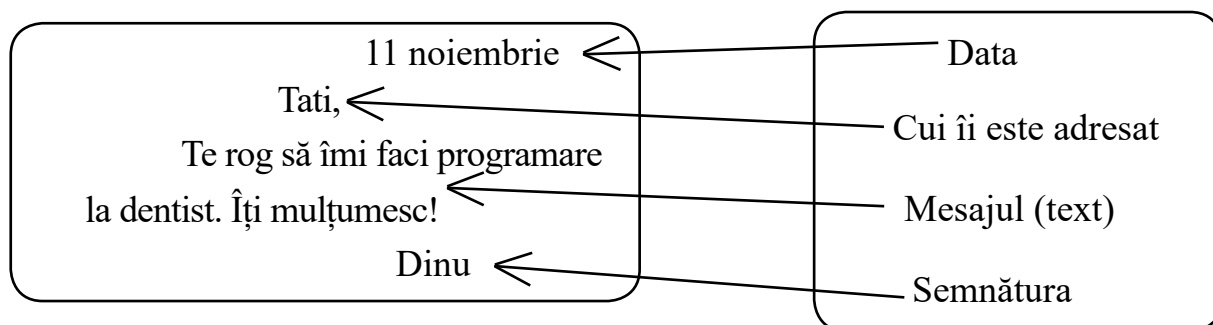 11 noiembrie
Tati,
Te rog să îmi faci programare
la dentist. Îți mulțumesc!
Dinu
Data
Cui îi este adresat
Mesajul (text)
Semnătura